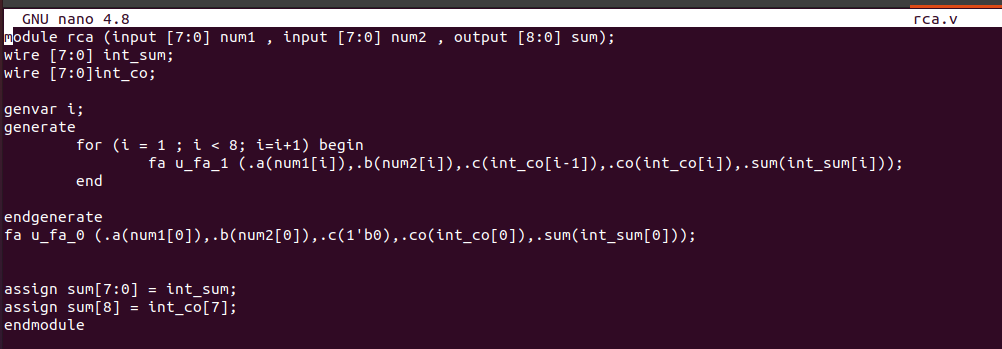 GNU nano 4.8 rca.v
module rca (input [7:0] num1 , input [7:0] num2 , output [8:0] sum);
wire [7:0] int_sum;
wire [7:0]int_co;
genvar i;
generate
for (i = 1 ; i < 8; i=i+1) begin
fa u_fa_1 (.a(num1[i]),.b(num2[i]),.c(int_co[i-1]),.co(int_co[i]),.sum(int_sum[i]));
end
endgenerate
fa u_fa_0 (.a(num1[0]),.b(num2[0]),.c(1'b0),.co(int_co[0]),.sum(int_sum[0]));
assign sum[7:0] = int_sum;
assign sum[8] = int_co[7];
endmodule